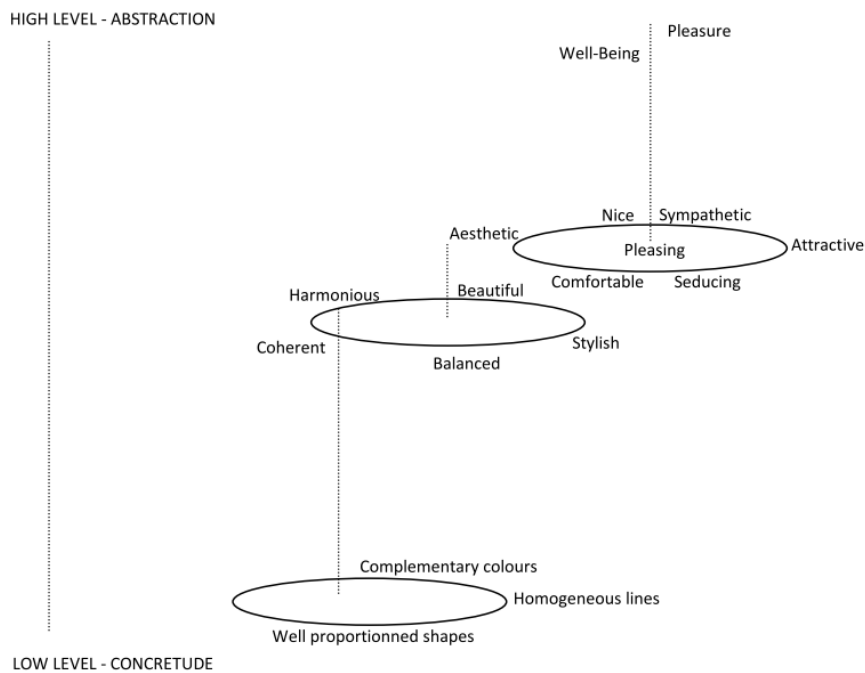 HIGH LEVEL - ABSTRACTION
Pleasure
Well-Being
Nice
Sympathetic
Aesthetic
Attractive
Pleasing
Comfortable
Seducing
Harmonious
Beautiful
Coherent
Stylish
Balanced
Complementary colours
Homogeneous lines
Well proportionned shapes
LOW LEVEL - CONCRETUDE